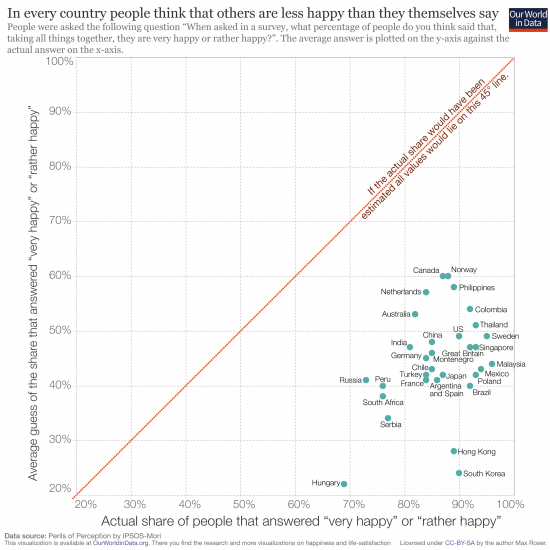 In every country people think that others are less happy than they themselves say
Our World
in Data
People were asked the following question "When asked in a survey, what percentage of people do you think said that,
taking all things together, they are very happy or rather happy?". The average answer is plotted on the y-axis against the
actual answer on the x-axis.
100%
90%
80%
70%
60%
50%
40%
30%
20%
Average guess of the share that answered "very happy" or "rather happy"
If the actual share would have been
estimated all values would lie on this 45° line.
Canada
Norway
Netherlands
Philippines
Australia
Colombia
Thailand
US
Sweden
China
India
Singapore
Great Britain
Germany
Montenegro
Malaysia
Chile
Mexico
Turkey
Japan
Poland
Russia
Peru
France
Argentina
and Spain
Brazil
South Africa
Serbia
Hong Kong
South Korea
Hungary
20%
30%
40%
50%
60%
70%
80%
90%
100%
Actual share of people that answered "very happy" or "rather happy"
Data source: Perils of Perception by IPSOS-Mori
This visualization is available at OurWorldinData.org. There you find the research and more visualizations on happiness and life-satisfaction
Licensed under CC-BY-SA by the author Max Roser.